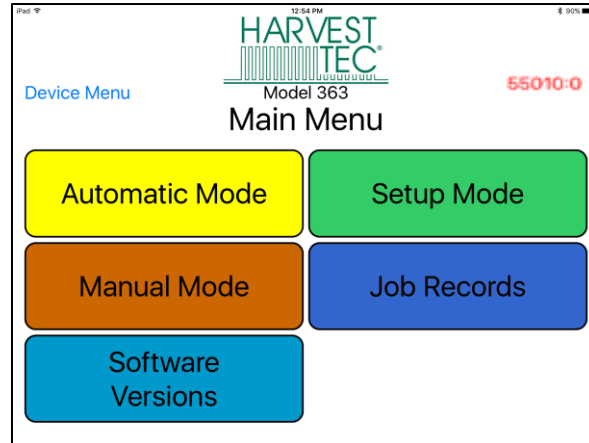 iPad 12:54 PM 90%
HARVEST
TEC®
Device Menu
Model 363
55010:0
Main Menu
Automatic Mode
Setup Mode
Manual Mode
Job Records
Software
Versions